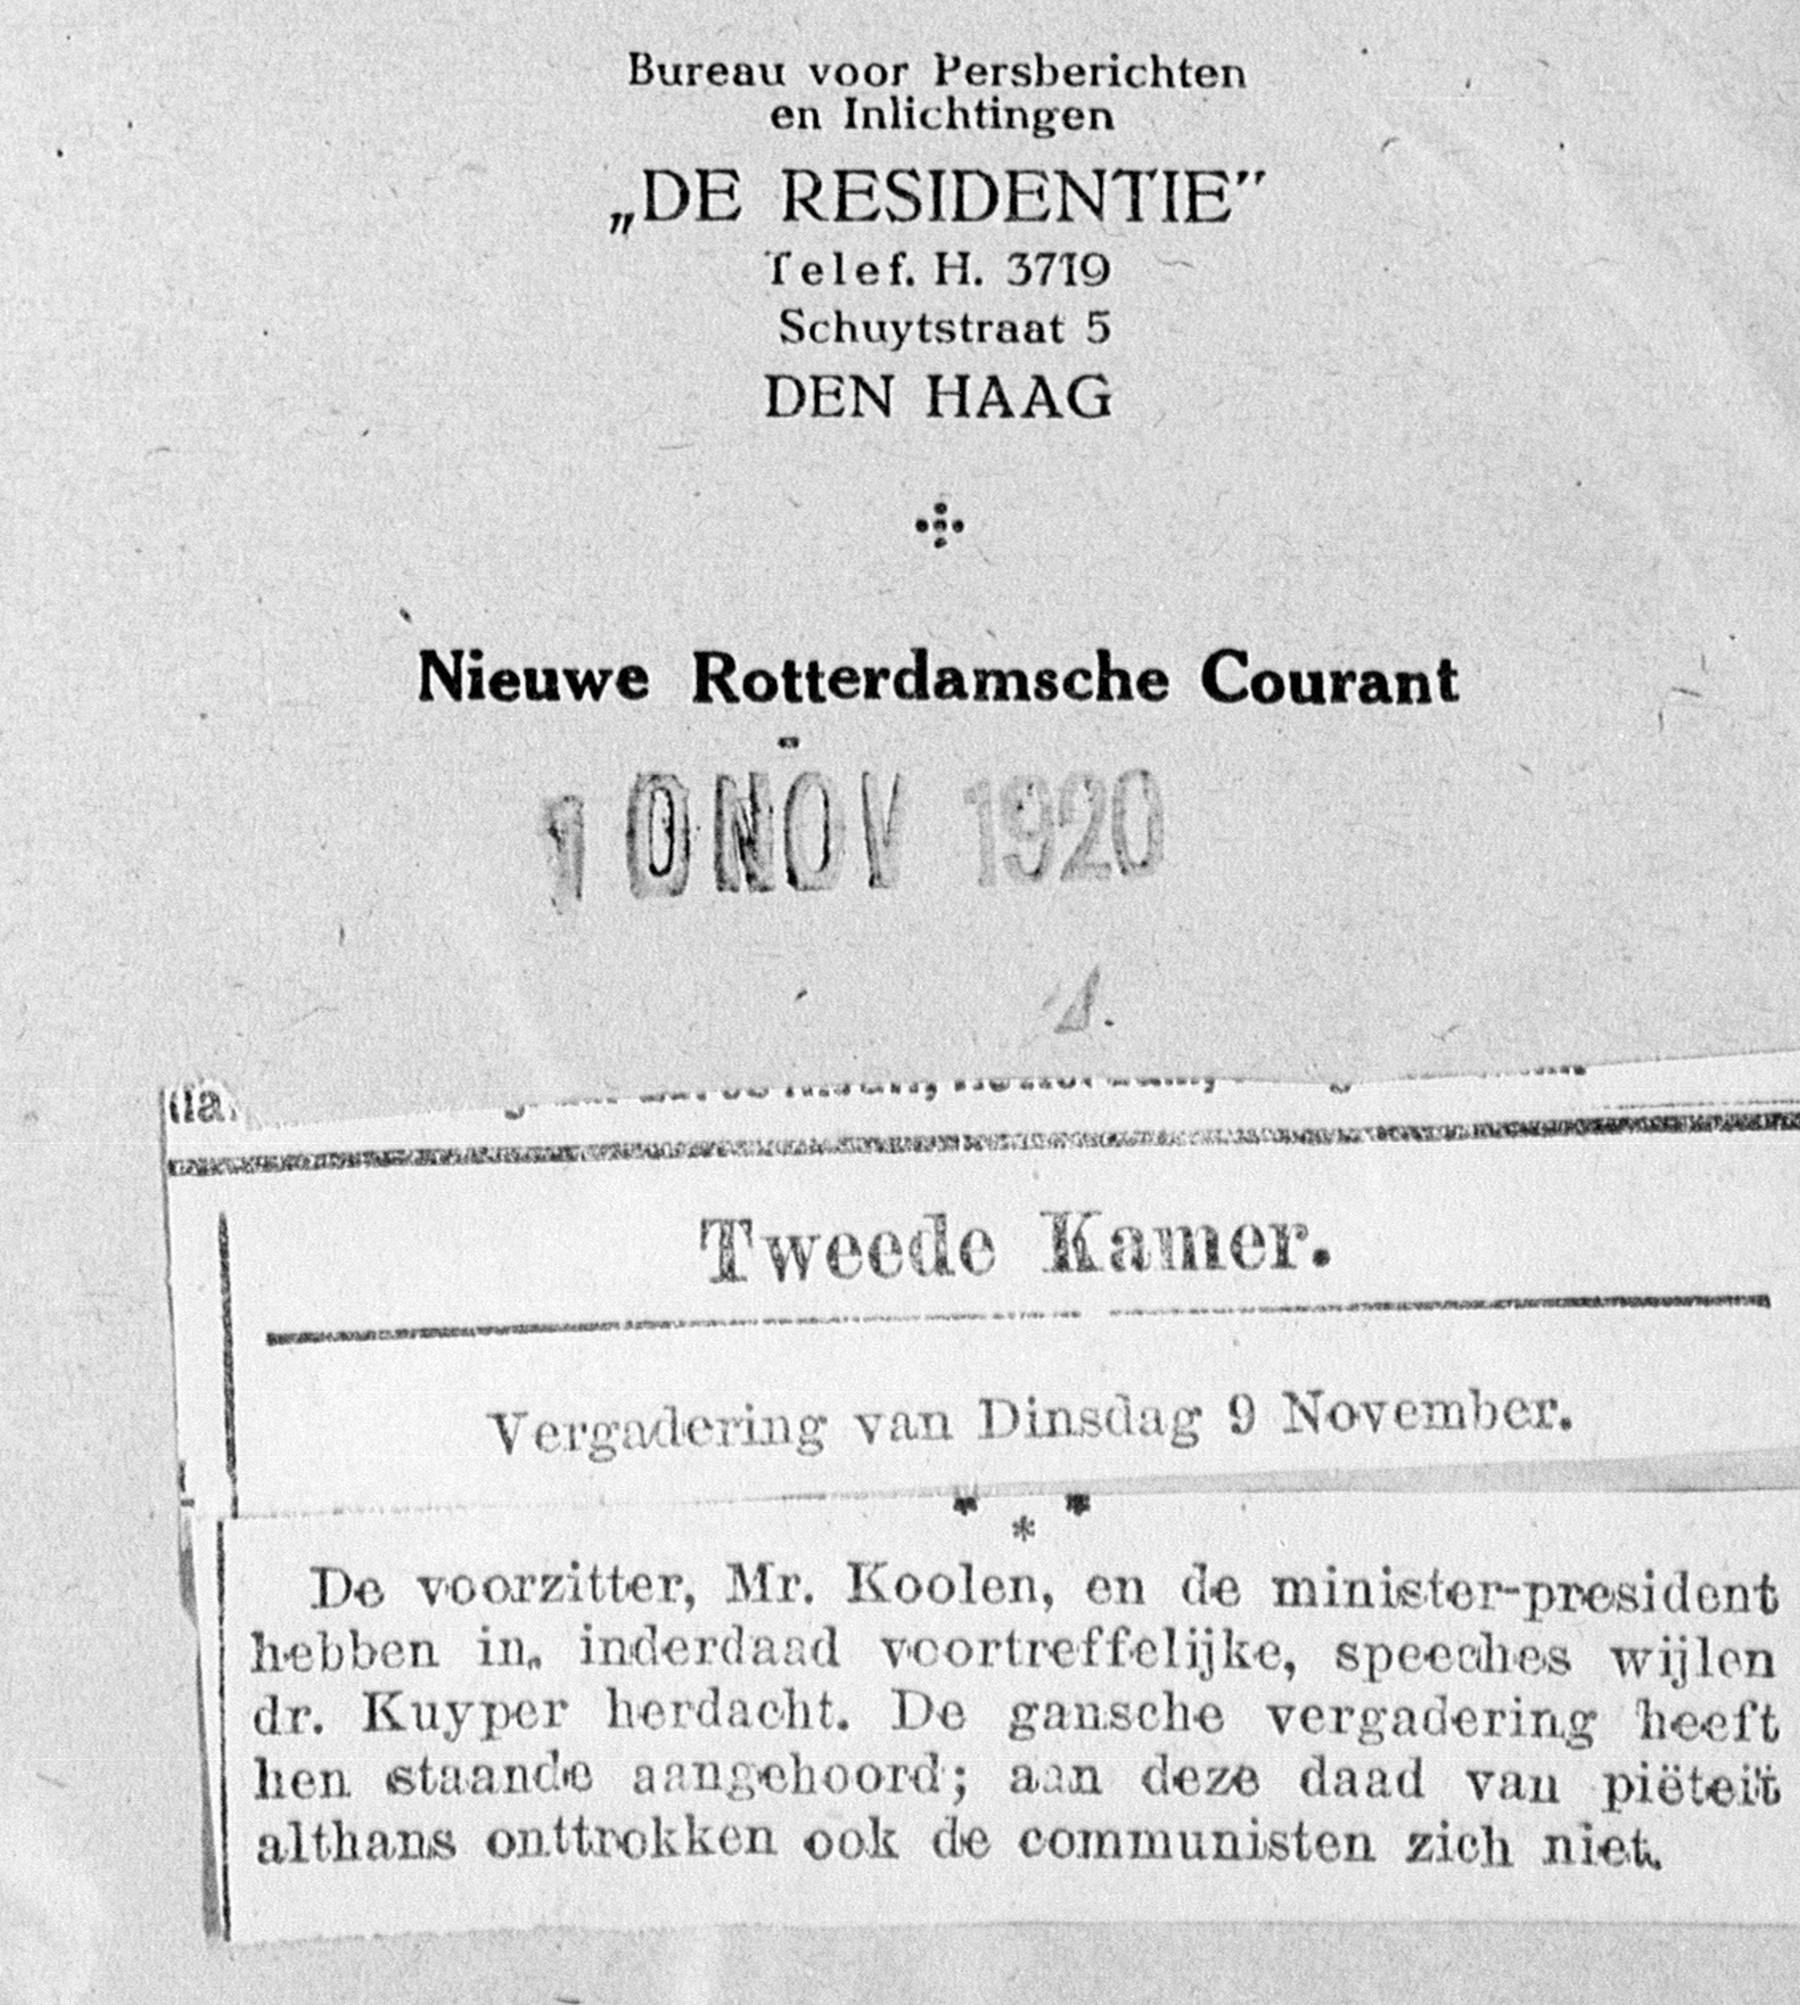 Bureau voor Persberichten
en Inlichtingen
„DE RESIDENTIE"
Telef. H. 3719
Schuytstraat 5
DEN HAAG
Nieuwe Rotterdamsche Courant
10 NOV 1920
Tweede Kamer.
Vergadering van Dinsdag 9 November.
* *
*
De voorzitter, Mr. Koolen, en de minister-president
hebben in, inderdaad voortreffelijke, speeches wijlen
dr. Kuyper herdacht. De gansche vergadering heeft
hen staande aangehoord; aan deze daad van piëteit
althans onttrokken ook de communisten zich niet.